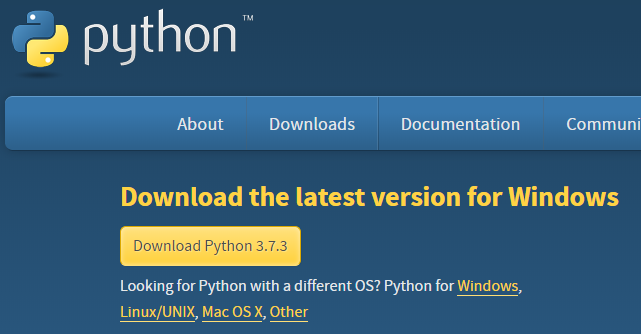 python™
About Downloads Documentation Communi
Download the latest version for Windows
Download Python 3.7.3
Looking for Python with a different OS? Python for Windows,
Linux/UNIX, Mac OS X, Other